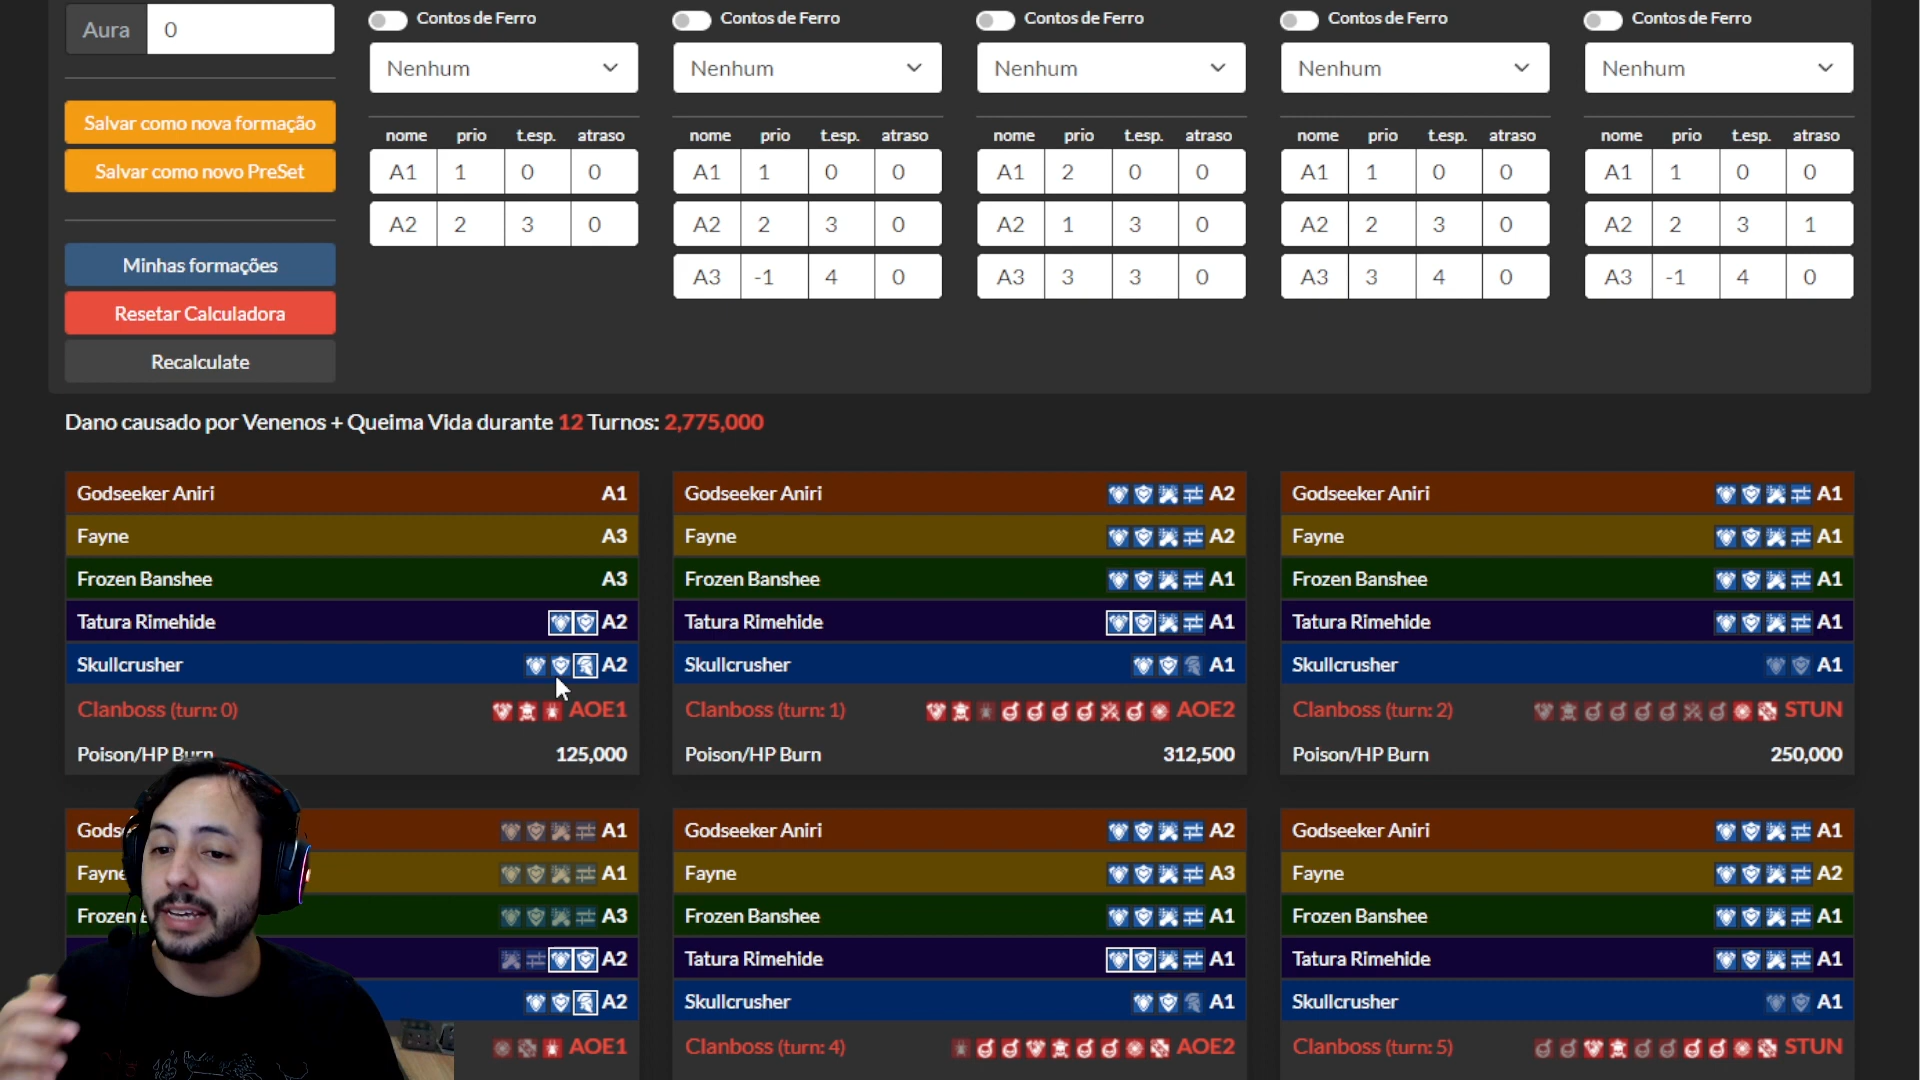 Aura 0
Contos de Ferro Contos de Ferro Contos de Ferro Contos de Ferro Contos de Ferro
Nenhum Nenhum Nenhum Nenhum Nenhum
Salvar como nova formação
Salvar como novo PreSet
Minhas formações
Resetar Calculadora
Recalculate
nome prio t.esp. atraso
A1 1 0 0
A2 2 3 0
nome prio t.esp. atraso
A1 1 0 0
A2 2 3 0
A3 -1 4 0
nome prio t.esp. atraso
A1 2 0 0
A2 1 3 0
A3 3 3 0
nome prio t.esp. atraso
A1 1 0 0
A2 2 3 0
A3 3 4 0
nome prio t.esp. atraso
A1 1 0 0
A2 2 3 1
A3 -1 4 0
Dano causado por Venenos + Queima Vida durante 12 Turnos: 2,775,000
Godseeker Aniri A1
Fayne A3
Frozen Banshee A3
Tatura Rimehide A2
Skullcrusher A2
Clanboss (turn: 0) AOE1
Poison/HP Burn 125,000
Godseeker Aniri A2
Fayne A2
Frozen Banshee A1
Tatura Rimehide A1
Skullcrusher A1
Clanboss (turn: 1) AOE2
Poison/HP Burn 312,500
Godseeker Aniri A1
Fayne A1
Frozen Banshee A1
Tatura Rimehide A1
Skullcrusher A1
Clanboss (turn: 2) STUN
Poison/HP Burn 250,000
A1
Fayne A1
Frozen A3
A2
A2
AOE1
Godseeker Aniri A2
Fayne A3
Frozen Banshee A1
Tatura Rimehide A1
Skullcrusher A1
Clanboss (turn: 4) AOE2
Godseeker Aniri A1
Fayne A2
Frozen Banshee A1
Tatura Rimehide A1
Skullcrusher A1
Clanboss (turn: 5) STUN